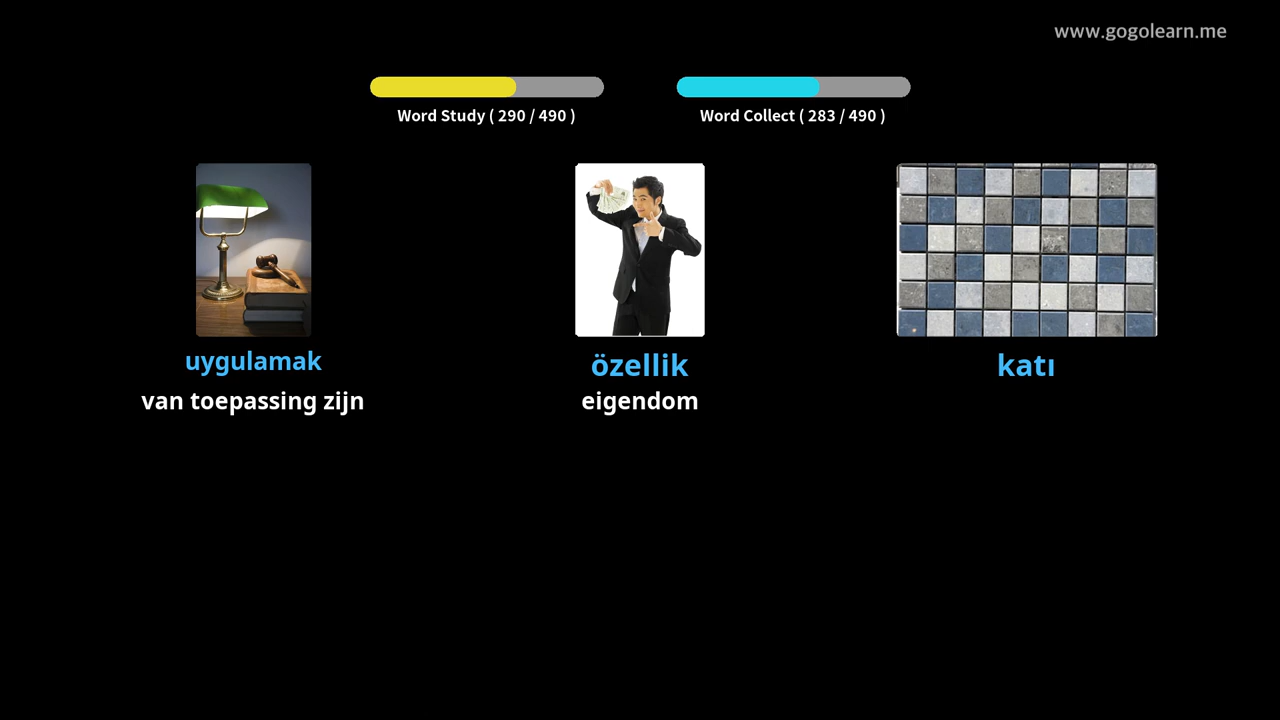 www.gogolearn.me
Word Study ( 290 / 490 )
Word Collect ( 283 / 490 )
uygulamak
van toepassing zijn
özellik
eigendom
katı